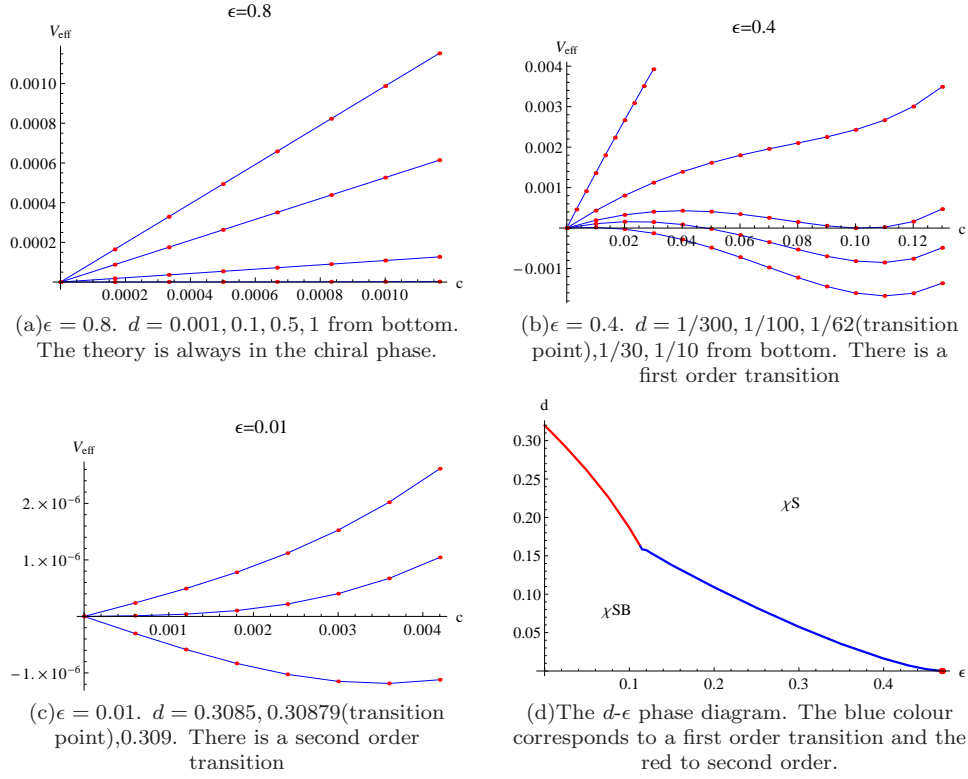 ϵ=0.8
V_eff
0.0010
0.0008
0.0006
0.0004
0.0002
0.0002 0.0004 0.0006 0.0008 0.0010 c
(a)ϵ = 0.8. d = 0.001, 0.1, 0.5, 1 from bottom.
The theory is always in the chiral phase.
ϵ=0.4
V_eff
0.004
0.003
0.002
0.001
0.02 0.04 0.06 0.08 0.10 0.12 c
−0.001
(b)ϵ = 0.4. d = 1/300, 1/100, 1/62(transition
point),1/30, 1/10 from bottom. There is a
first order transition
ϵ=0.01
V_eff
2. × 10^-6
1. × 10^-6
0.001 0.002 0.003 0.004 c
−1. × 10^-6
(c)ϵ = 0.01. d = 0.3085, 0.30879(transition
point),0.309. There is a second order
transition
d
0.30
0.25
0.20
0.15
0.10
0.05
χS
χSB
0.1 0.2 0.3 0.4 ϵ
(d)The d-ϵ phase diagram. The blue colour
corresponds to a first order transition and the
red to second order.